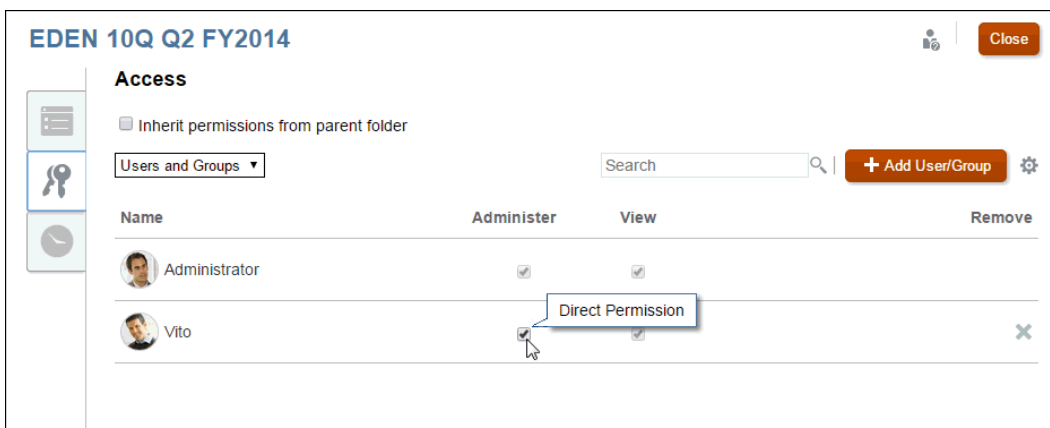 EDEN 10Q Q2 FY2014
Close
Access
Inherit permissions from parent folder
Users and Groups
Search
+ Add User/Group
Name Administer View Remove
Administrator
Direct Permission
Vito